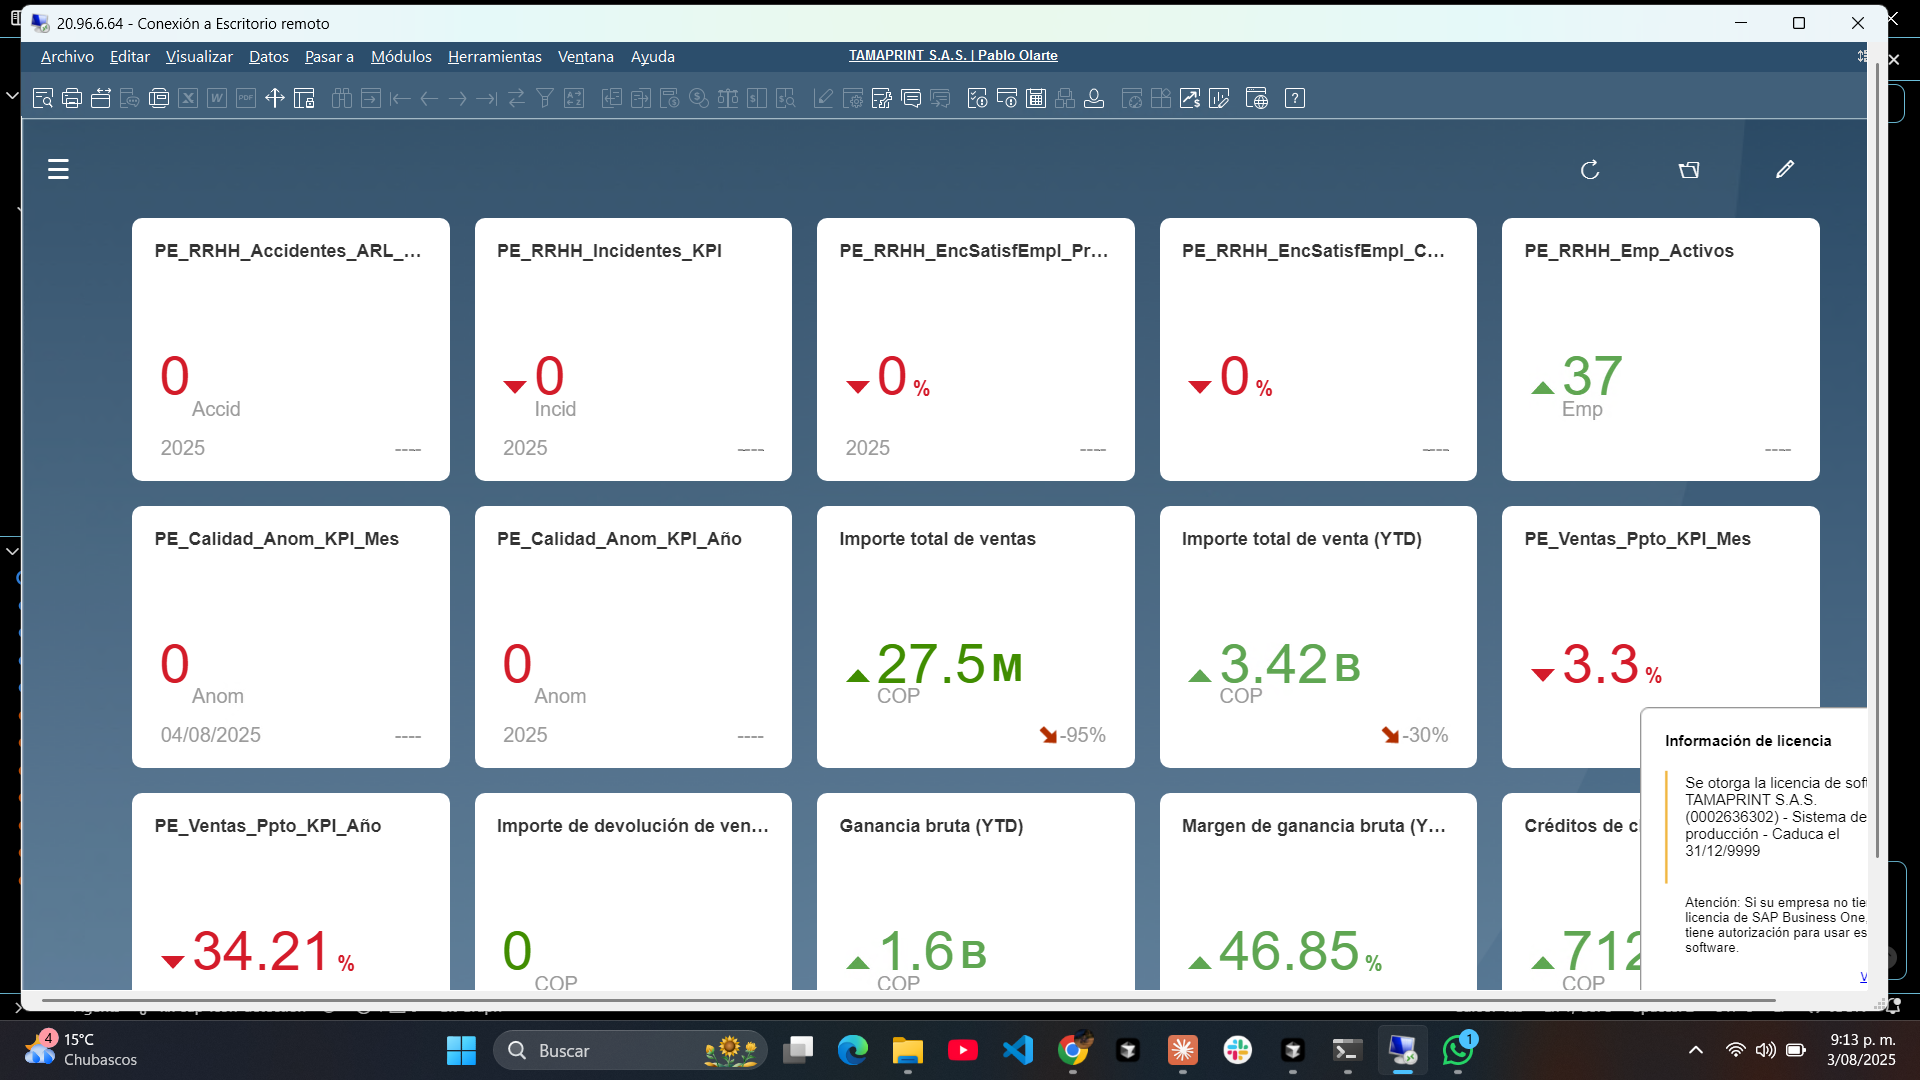 20.96.6.64 - Conexión a Escritorio remoto
Archivo Editar Visualizar Datos Pasar a Módulos Herramientas Ventana Ayuda
TAMAPRINT S.A.S. | Pablo Olarte
PE_RRHH_Accidentes_ARL_...
0
Accid
2025
----
PE_RRHH_Incidentes_KPI
0
Incid
2025
----
PE_RRHH_EncSatisfEmpl_Pr...
0 %
2025
----
PE_RRHH_EncSatisfEmpl_C...
0 %
----
PE_RRHH_Emp_Activos
37
Emp
----
PE_Calidad_Anom_KPI_Mes
0
Anom
04/08/2025
----
PE_Calidad_Anom_KPI_Año
0
Anom
2025
----
Importe total de ventas
27.5 M
COP
-95%
Importe total de venta (YTD)
3.42 B
COP
-30%
PE_Ventas_Ppto_KPI_Mes
3.3 %
PE_Ventas_Ppto_KPI_Año
34.21 %
Importe de devolución de ven...
0
COP
Ganancia bruta (YTD)
1.6 B
COP
Margen de ganancia bruta (Y...
46.85 %
Créditos de cl
712
COP
Información de licencia
Se otorga la licencia de sof
TAMAPRINT S.A.S.
(0002636302) - Sistema de
producción - Caduca el
31/12/9999
Atención: Si su empresa no tie
licencia de SAP Business One,
tiene autorización para usar es
software.
4
15°C
Chubascos
Buscar
1
9:13 p. m.
3/08/2025